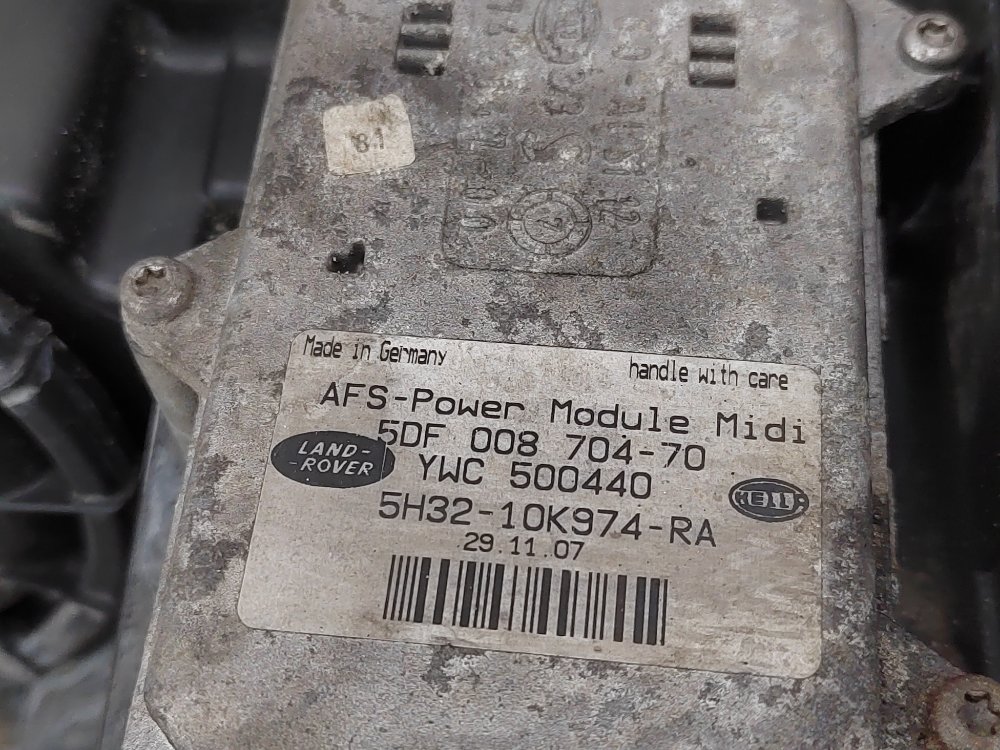 81
Made in Germany
handle with care
AFS-Power Module Midi
5DF 008 704-70
LAND-
-ROVER
YWC 500440
HELLA
5H32-10K974-RA
29.11.07